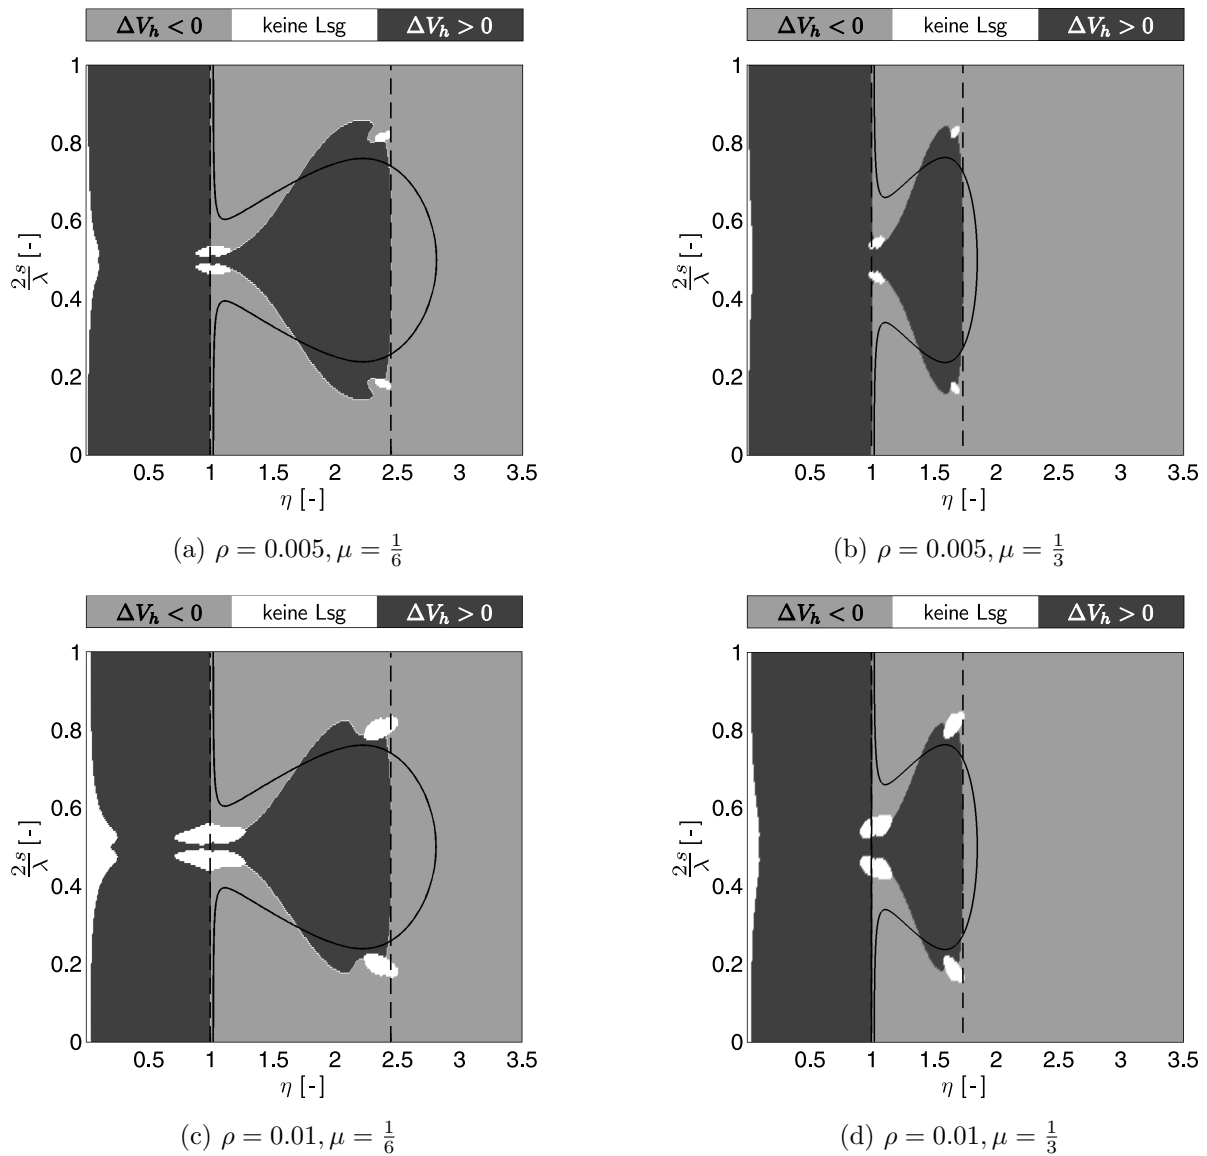 ΔV_h < 0 keine Lsg ΔV_h > 0
1
0.8
0.6
0.4
0.2
0
2s/λ [-]
0.5 1 1.5 2 2.5 3 3.5
η [-]
(a) ρ = 0.005, μ = 1/6
ΔV_h < 0 keine Lsg ΔV_h > 0
1
0.8
0.6
0.4
0.2
0
2s/λ [-]
0.5 1 1.5 2 2.5 3 3.5
η [-]
(b) ρ = 0.005, μ = 1/3
ΔV_h < 0 keine Lsg ΔV_h > 0
1
0.8
0.6
0.4
0.2
0
2s/λ [-]
0.5 1 1.5 2 2.5 3 3.5
η [-]
(c) ρ = 0.01, μ = 1/6
ΔV_h < 0 keine Lsg ΔV_h > 0
1
0.8
0.6
0.4
0.2
0
2s/λ [-]
0.5 1 1.5 2 2.5 3 3.5
η [-]
(d) ρ = 0.01, μ = 1/3